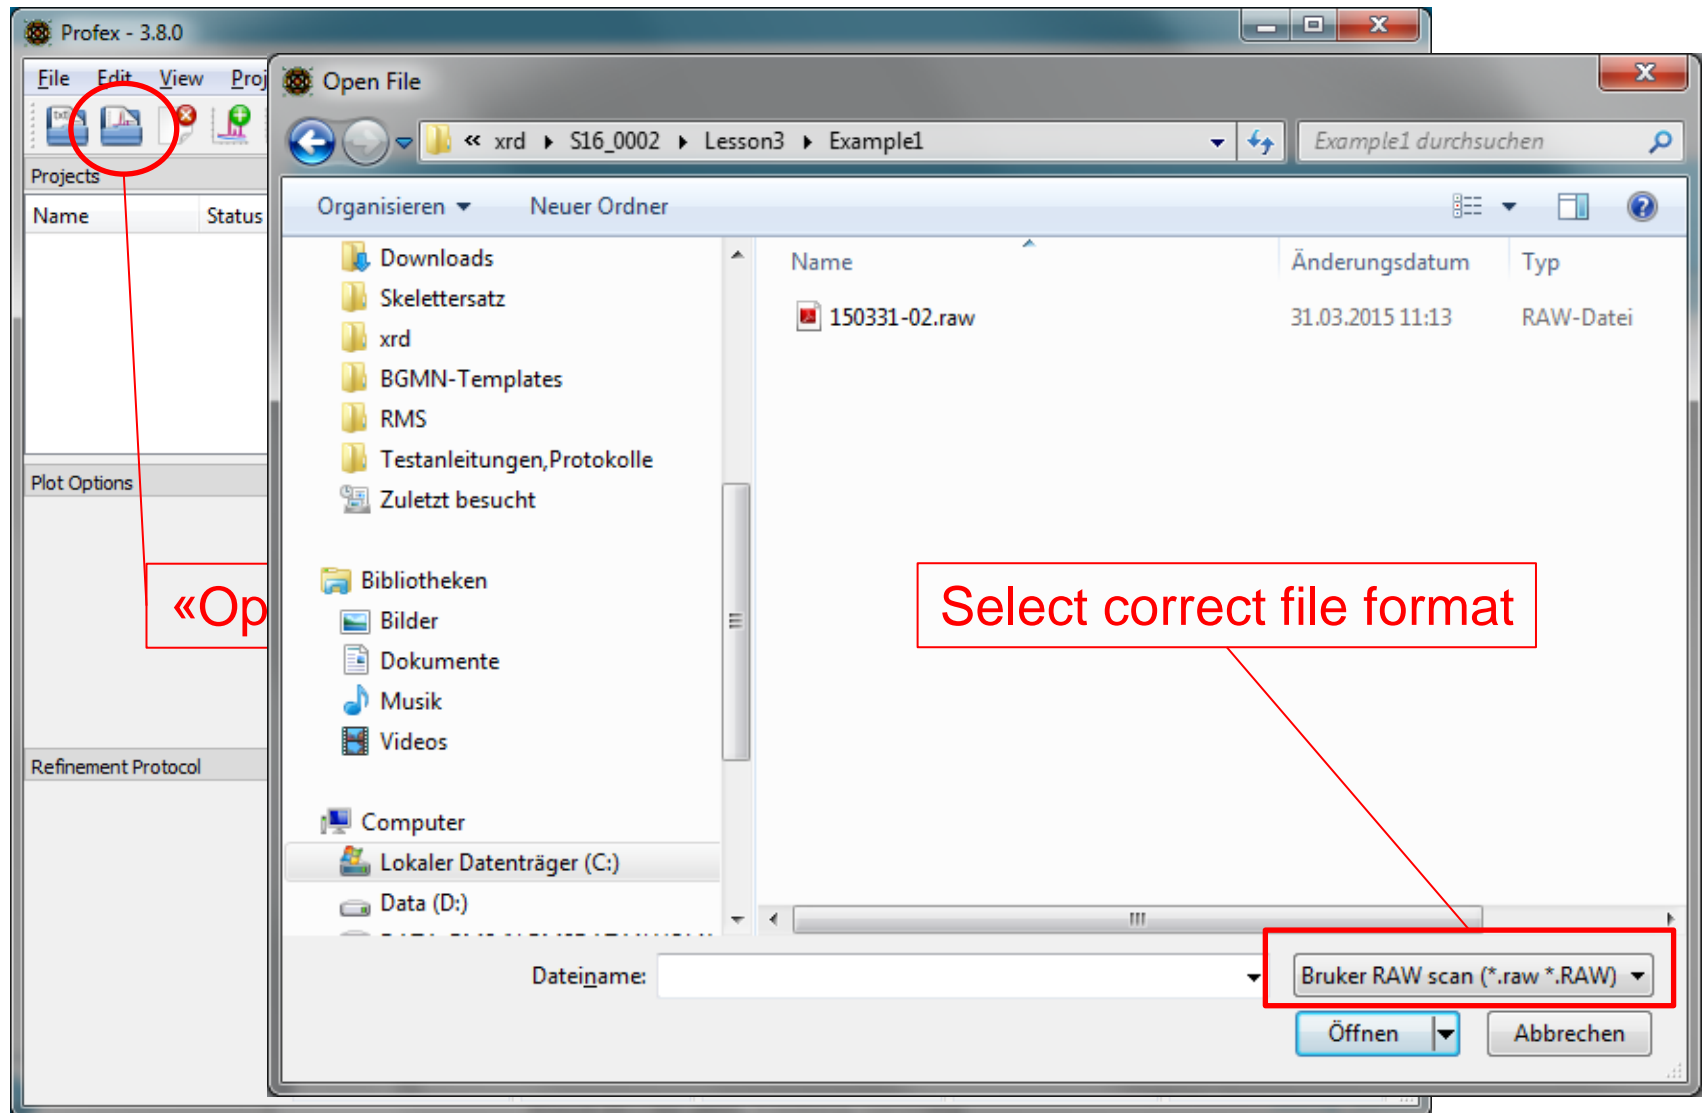 Profex - 3.8.0
File Edit View Proj
Open File
« xrd ▸ S16_0002 ▸ Lesson3 ▸ Example1
Example1 durchsuchen
Projects
Name Status
Organisieren Neuer Ordner
Name Änderungsdatum Typ
150331-02.raw 31.03.2015 11:13 RAW-Datei
Downloads
Skelettersatz
xrd
BGMN-Templates
RMS
Testanleitungen,Protokolle
Zuletzt besucht
Plot Options
Bibliotheken
Bilder
Dokumente
Musik
Videos
«Op
Select correct file format
Refinement Protocol
Computer
Lokaler Datenträger (C:)
Data (D:)
Dateiname:
Bruker RAW scan (*.raw *.RAW)
Öffnen
Abbrechen